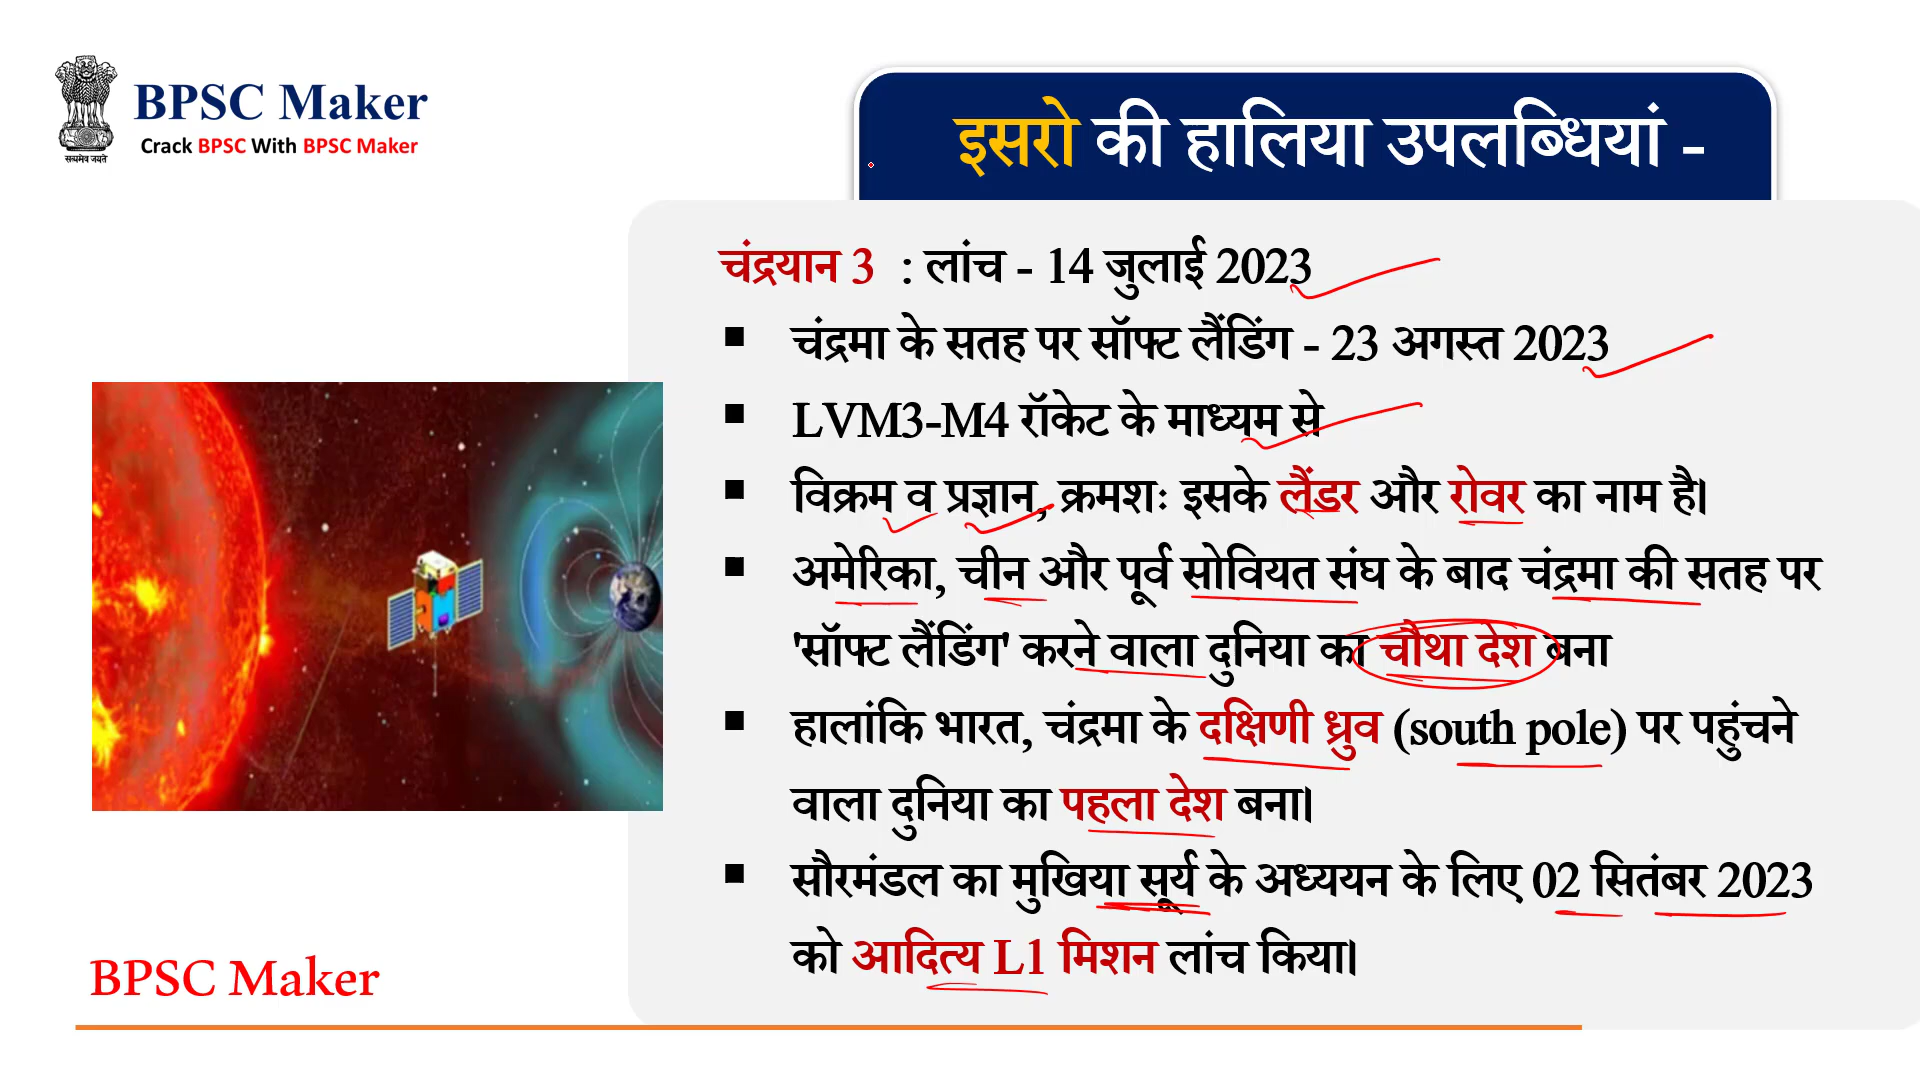 सत्यमेव जयते
BPSC Maker
Crack BPSC With BPSC Maker
इसरो की हालिया उपलब्धियां -
चंद्रयान 3 : लांच - 14 जुलाई 2023
▪ चंद्रमा के सतह पर सॉफ्ट लैंडिंग - 23 अगस्त 2023
▪ LVM3-M4 रॉकेट के माध्यम से
▪ विक्रम व प्रज्ञान, क्रमशः इसके लैंडर और रोवर का नाम है।
▪ अमेरिका, चीन और पूर्व सोवियत संघ के बाद चंद्रमा की सतह पर
'सॉफ्ट लैंडिंग' करने वाला दुनिया का चौथा देश बना
▪ हालांकि भारत, चंद्रमा के दक्षिणी ध्रुव (south pole) पर पहुंचने
वाला दुनिया का पहला देश बना।
▪ सौरमंडल का मुखिया सूर्य के अध्ययन के लिए 02 सितंबर 2023
को आदित्य L1 मिशन लांच किया।
BPSC Maker